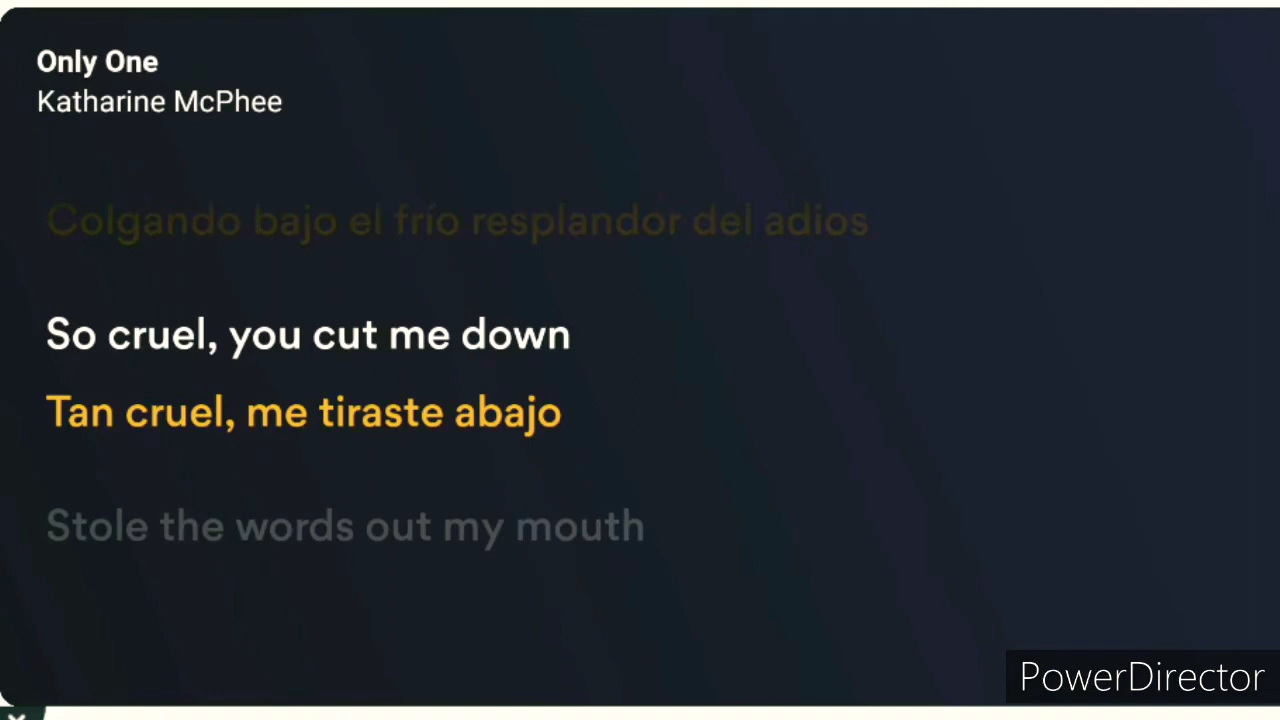 Only One
Katharine McPhee
Colgando bajo el frío resplandor del adios
So cruel, you cut me down
Tan cruel, me tiraste abajo
Stole the words out my mouth
PowerDirector